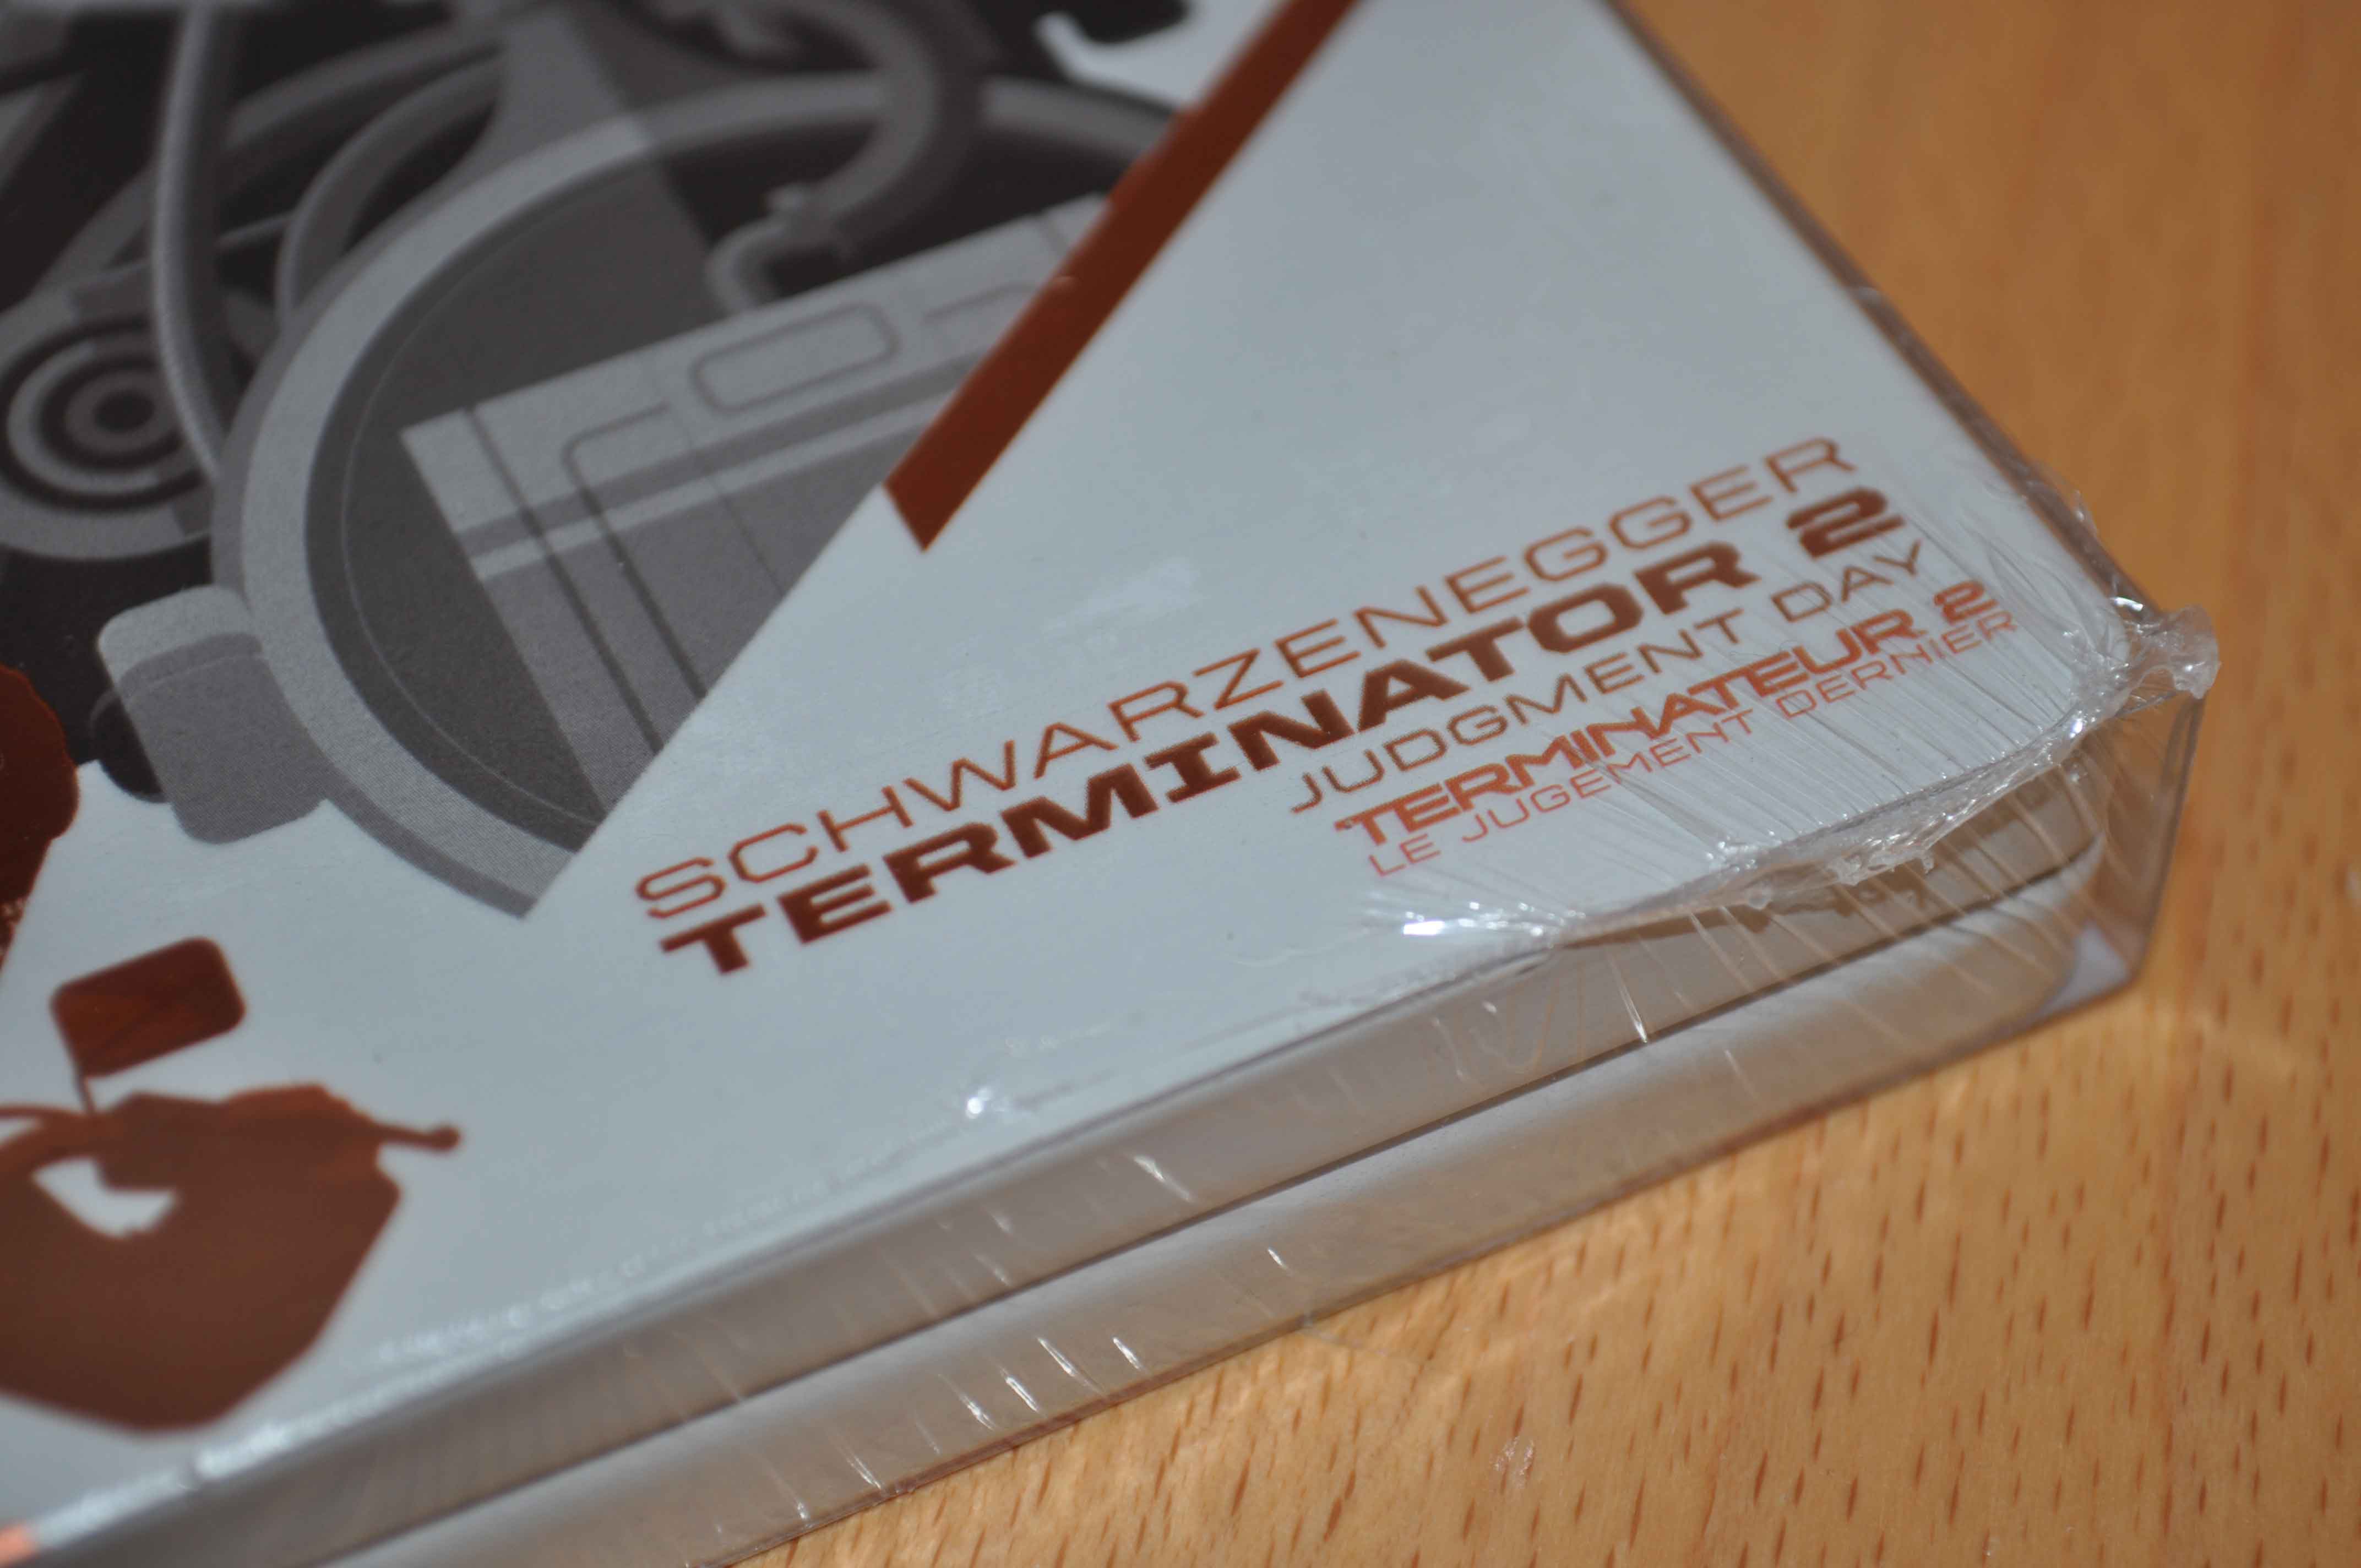 SCHWARZENEGGER
TERMINATOR 2
JUDGMENT DAY
TERMINATEUR 2
LE JUGEMENT DERNIER